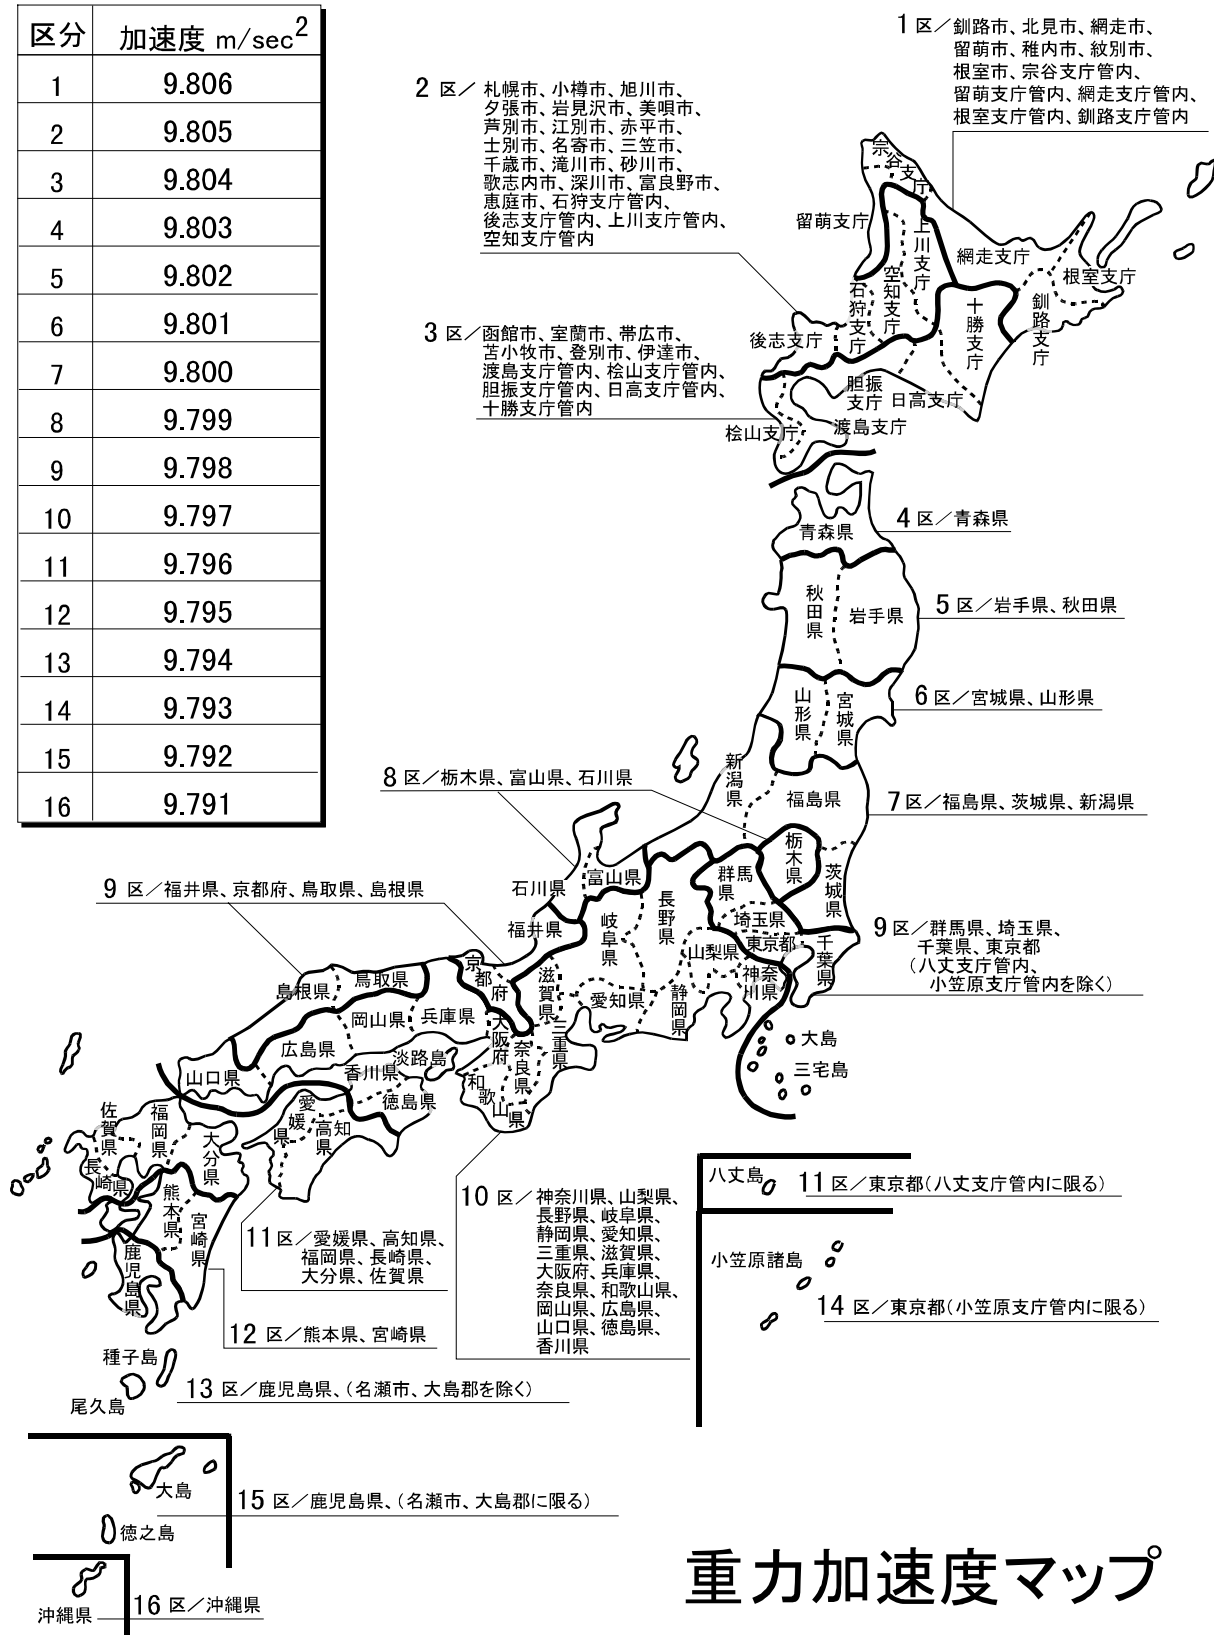 区分 加速度 m/sec²
1 9.806
2 9.805
3 9.804
4 9.803
5 9.802
6 9.801
7 9.800
8 9.799
9 9.798
10 9.797
11 9.796
12 9.795
13 9.794
14 9.793
15 9.792
16 9.791
1 区／釧路市、北見市、網走市、
留萌市、稚内市、紋別市、
根室市、宗谷支庁管内、
留萌支庁管内、網走支庁管内、
根室支庁管内、釧路支庁管内
2 区／札幌市、小樽市、旭川市、
夕張市、岩見沢市、美唄市、
芦別市、江別市、赤平市、
士別市、名寄市、三笠市、
千歳市、滝川市、砂川市、
歌志内市、深川市、富良野市、
恵庭市、石狩支庁管内、
後志支庁管内、上川支庁管内、
空知支庁管内
3 区／函館市、室蘭市、帯広市、
苫小牧市、登別市、伊達市、
渡島支庁管内、桧山支庁管内、
胆振支庁管内、日高支庁管内、
十勝支庁管内
宗谷支庁
留萌支庁
上川支庁
網走支庁
根室支庁
空知支庁
石狩支庁
十勝支庁
釧路支庁
後志支庁
胆振
支庁
日高支庁
桧山支庁
渡島支庁
4 区／青森県
青森県
5 区／岩手県、秋田県
秋田県
岩手県
6 区／宮城県、山形県
山形県
宮城県
7 区／福島県、茨城県、新潟県
新潟県
福島県
8 区／栃木県、富山県、石川県
栃木県
茨城県
群馬
県
富山県
石川県
長野県
岐阜県
埼玉県
東京都
千葉県
山梨県
神奈
川県
9 区／福井県、京都府、鳥取県、島根県
福井県
9 区／群馬県、埼玉県、
千葉県、東京都
（八丈支庁管内、
小笠原支庁管内を除く）
京都府
滋賀県
愛知県
静岡県
鳥取県
島根県
岡山県
兵庫県
大阪府
奈良県
三重県
広島県
山口県
淡路島
香川県
徳島県
和歌山県
愛媛県
高知
県
大島
三宅島
佐賀県
福岡県
大分県
長崎県
熊本県
宮崎県
鹿児島県
八丈島
11 区／東京都（八丈支庁管内に限る）
10 区／神奈川県、山梨県、
長野県、岐阜県、
静岡県、愛知県、
三重県、滋賀県、
大阪府、兵庫県、
奈良県、和歌山県、
岡山県、広島県、
山口県、徳島県、
香川県
11 区／愛媛県、高知県、
福岡県、長崎県、
大分県、佐賀県
小笠原諸島
14 区／東京都（小笠原支庁管内に限る）
12 区／熊本県、宮崎県
種子島
尾久島
13 区／鹿児島県、（名瀬市、大島郡を除く）
大島
15 区／鹿児島県、（名瀬市、大島郡に限る）
徳之島
沖縄県
16 区／沖縄県
重力加速度マップ